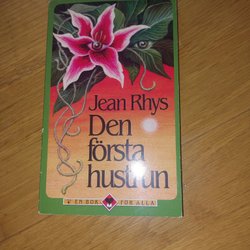 Jean Rhys
Den
första
hustrun
EN BOK FÖR ALLA